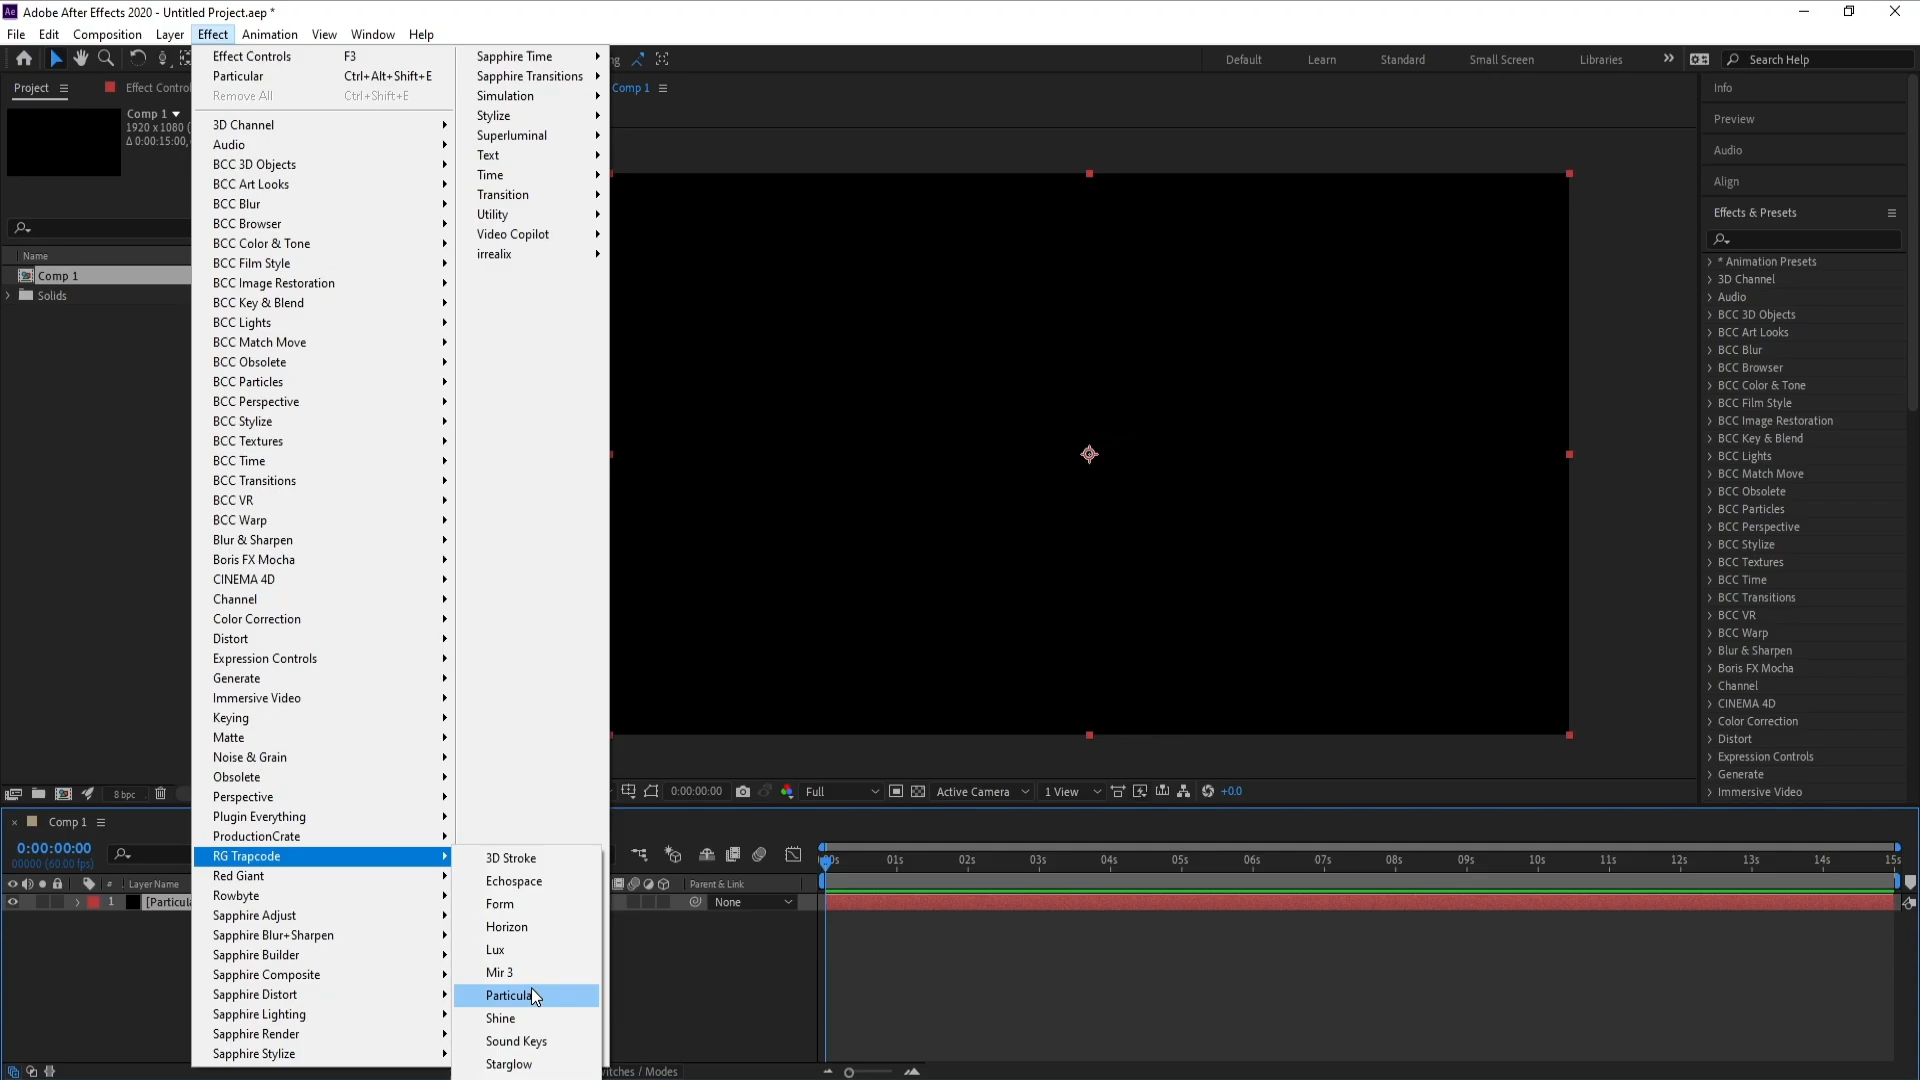 Adobe After Effects 2020 - Untitled Project.aep *
File Edit Composition Layer Effect Animation View Window Help
Default Learn Standard Small Screen Libraries Search Help
Project Effect Control
Comp 1
1920 x 1080
Δ 0:00:15:00,
Name
Comp 1
Solids
8 bpc
Effect Controls F3
Particular Ctrl+Alt+Shift+E
Remove All Ctrl+Shift+E
3D Channel
Audio
BCC 3D Objects
BCC Art Looks
BCC Blur
BCC Browser
BCC Color & Tone
BCC Film Style
BCC Image Restoration
BCC Key & Blend
BCC Lights
BCC Match Move
BCC Obsolete
BCC Particles
BCC Perspective
BCC Stylize
BCC Textures
BCC Time
BCC Transitions
BCC VR
BCC Warp
Blur & Sharpen
Boris FX Mocha
CINEMA 4D
Channel
Color Correction
Distort
Expression Controls
Generate
Immersive Video
Keying
Matte
Noise & Grain
Obsolete
Perspective
Plugin Everything
ProductionCrate
RG Trapcode
Red Giant
Rowbyte
Sapphire Adjust
Sapphire Blur+Sharpen
Sapphire Builder
Sapphire Composite
Sapphire Distort
Sapphire Lighting
Sapphire Render
Sapphire Stylize
Sapphire Time
Sapphire Transitions
Simulation
Stylize
Superluminal
Text
Time
Transition
Utility
Video Copilot
irrealix
3D Stroke
Echospace
Form
Horizon
Lux
Mir 3
Particula
Shine
Sound Keys
Starglow
Comp 1
0:00:00:00 Full Active Camera 1 View +0.0
Info
Preview
Audio
Align
Effects & Presets
* Animation Presets
3D Channel
Audio
BCC 3D Objects
BCC Art Looks
BCC Blur
BCC Browser
BCC Color & Tone
BCC Film Style
BCC Image Restoration
BCC Key & Blend
BCC Lights
BCC Match Move
BCC Obsolete
BCC Particles
BCC Perspective
BCC Stylize
BCC Textures
BCC Time
BCC Transitions
BCC VR
BCC Warp
Blur & Sharpen
Boris FX Mocha
Channel
CINEMA 4D
Color Correction
Distort
Expression Controls
Generate
Immersive Video
Comp 1
0:00:00:00
00000 (60.00 fps)
# Layer Name Parent & Link
1 [Particula None
00s 01s 02s 03s 04s 05s 06s 07s 08s 09s 10s 11s 12s 13s 14s 15s
witches / Modes